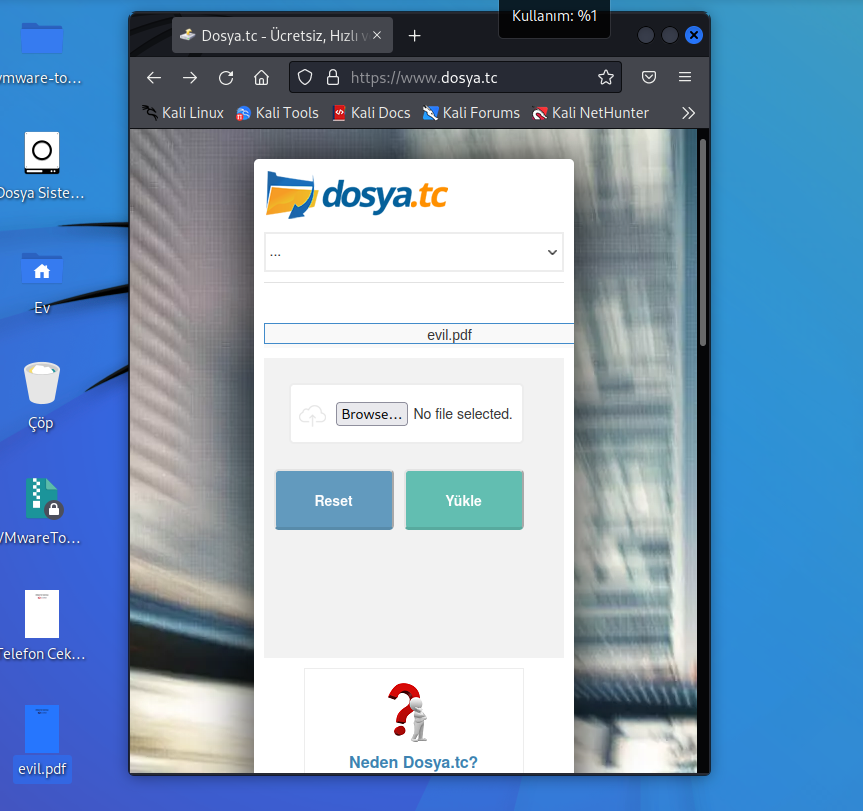 Kullanım: %1
Dosya.tc - Ücretsiz, Hızlı v
https://www.dosya.tc
Kali Linux
Kali Tools
Kali Docs
Kali Forums
Kali NetHunter
vmware-to...
Dosya Siste...
Ev
Çöp
VMwareTo...
Telefon Cek...
evil.pdf
dosya.tc
...
evil.pdf
Browse...
No file selected.
Reset
Yükle
Neden Dosya.tc?